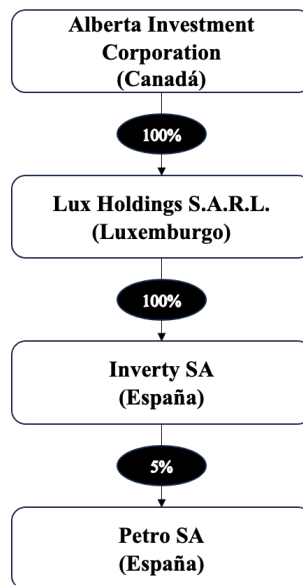 Alberta Investment
Corporation
(Canadá)
100%
Lux Holdings S.A.R.L.
(Luxemburgo)
100%
Inverty SA
(España)
5%
Petro SA
(España)